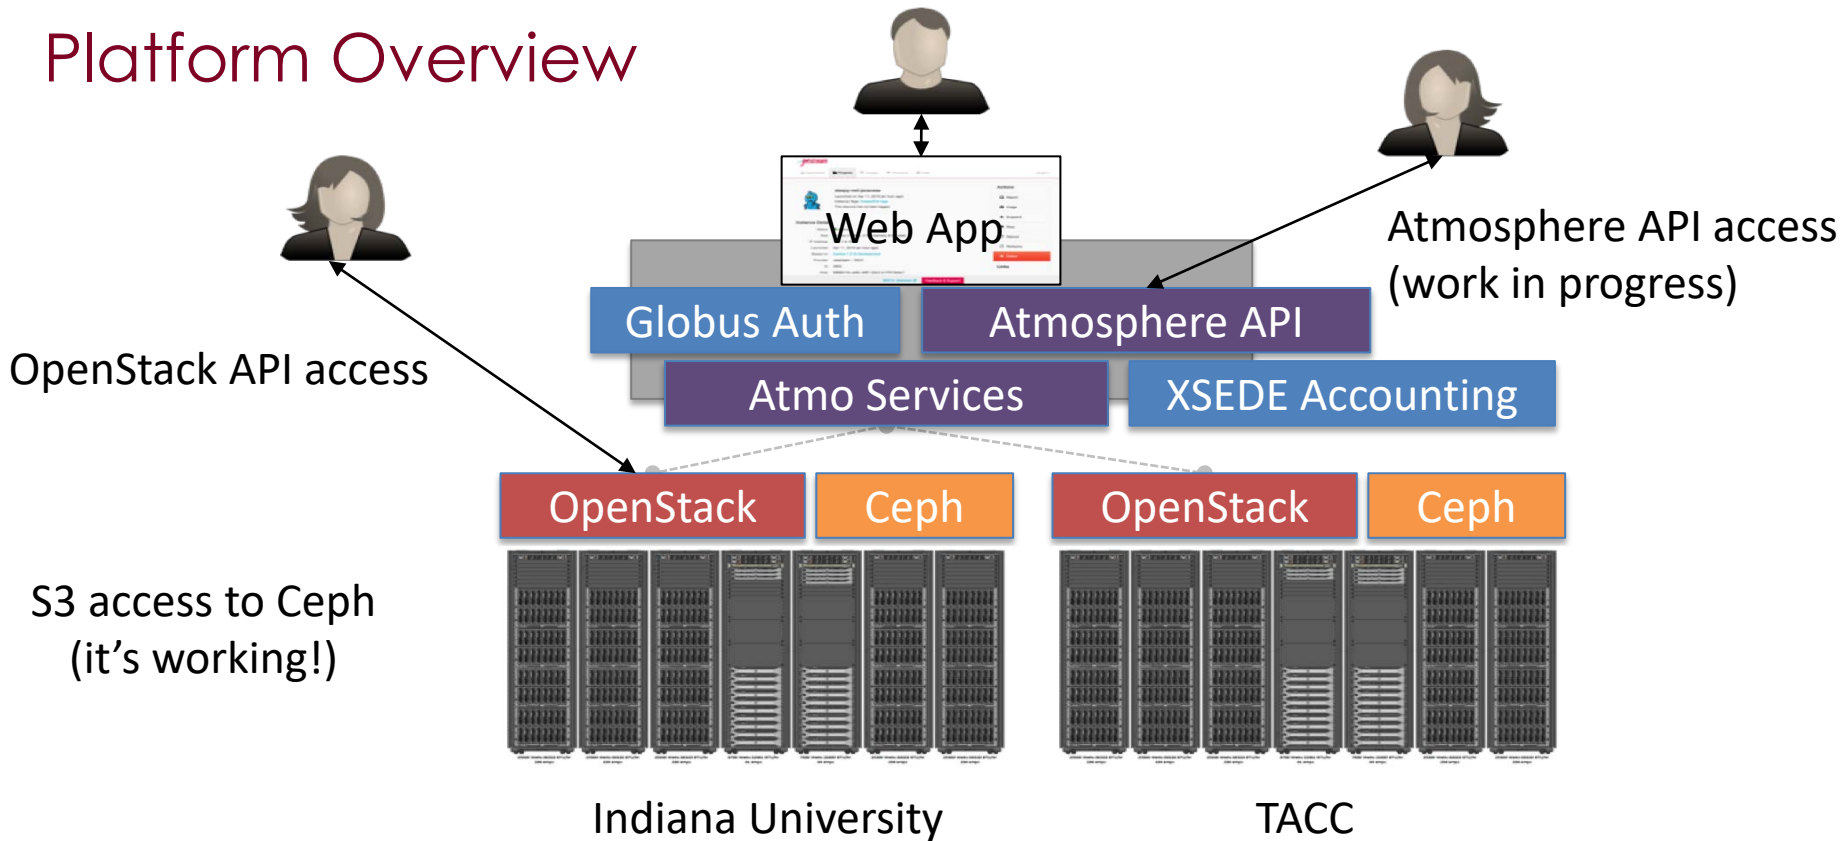 Platform Overview
Web App
Atmosphere API access
(work in progress)
Globus Auth
Atmosphere API
OpenStack API access
Atmo Services
XSEDE Accounting
OpenStack
Ceph
OpenStack
Ceph
S3 access to Ceph
(it’s working!)
Indiana University
TACC